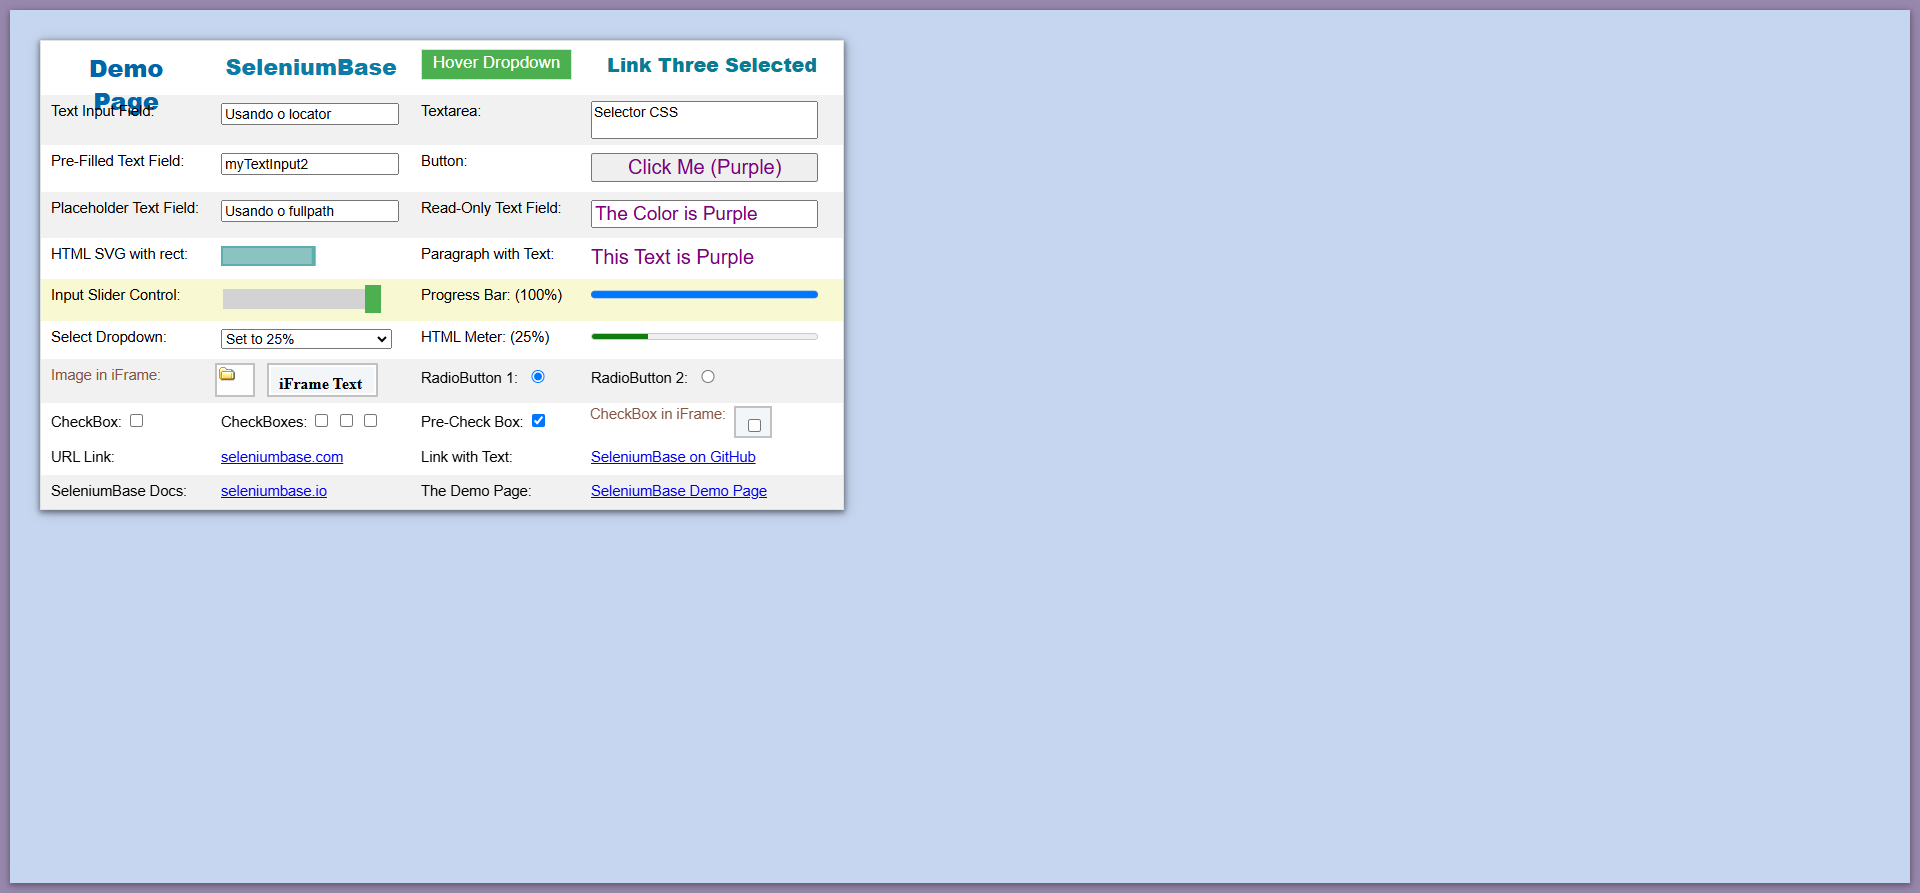 Demo Page
SeleniumBase
Hover Dropdown
Link Three Selected
Text Input Field:
Usando o locator
Textarea:
Selector CSS
Pre-Filled Text Field:
myTextInput2
Button:
Click Me (Purple)
Placeholder Text Field:
Usando o fullpath
Read-Only Text Field:
The Color is Purple
HTML SVG with rect:
Paragraph with Text:
This Text is Purple
Input Slider Control:
Progress Bar: (100%)
Select Dropdown:
Set to 25%
HTML Meter: (25%)
Image in iFrame:
iFrame Text
RadioButton 1:
RadioButton 2:
CheckBox:
CheckBoxes:
Pre-Check Box:
CheckBox in iFrame:
URL Link:
seleniumbase.com
Link with Text:
SeleniumBase on GitHub
SeleniumBase Docs:
seleniumbase.io
The Demo Page:
SeleniumBase Demo Page